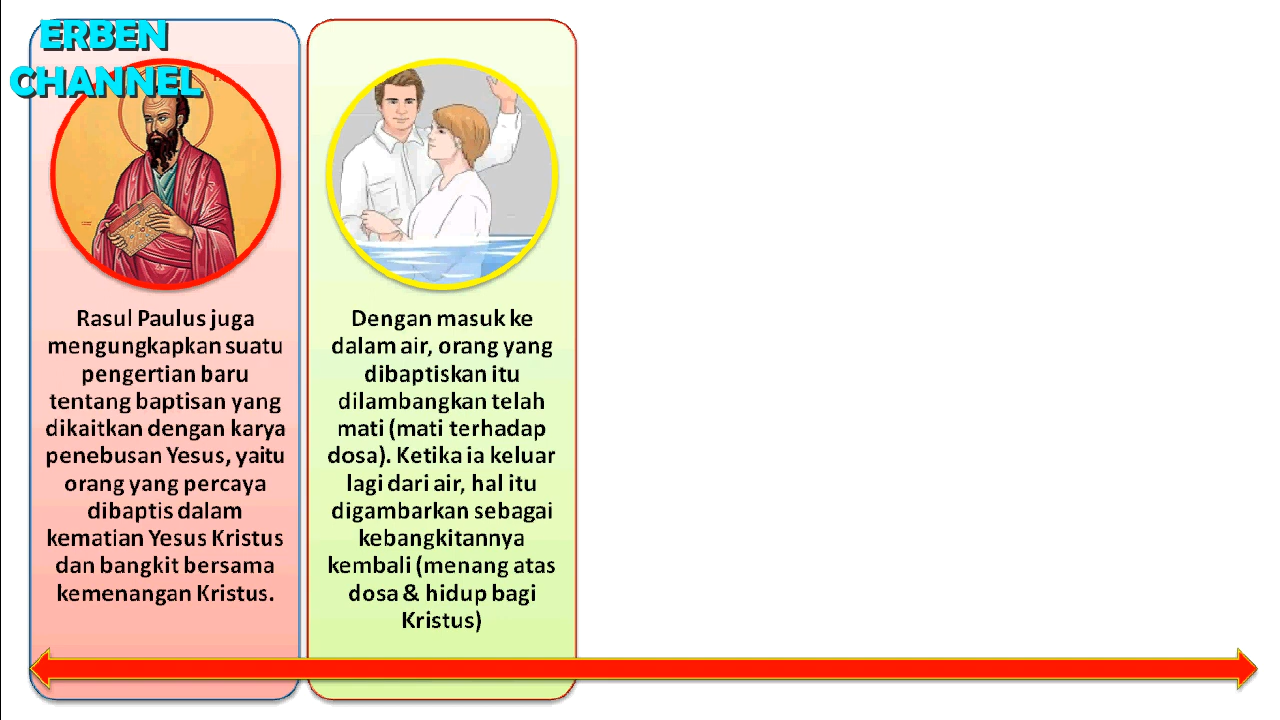 ERBEN
CHANNEL
Rasul Paulus juga
mengungkapkan suatu
pengertian baru
tentang baptisan yang
dikaitkan dengan karya
penebusan Yesus, yaitu
orang yang percaya
dibaptis dalam
kematian Yesus Kristus
dan bangkit bersama
kemenangan Kristus.
Dengan masuk ke
dalam air, orang yang
dibaptiskan itu
dilambangkan telah
mati (mati terhadap
dosa). Ketika ia keluar
lagi dari air, hal itu
digambarkan sebagai
kebangkitannya
kembali (menang atas
dosa & hidup bagi
Kristus)